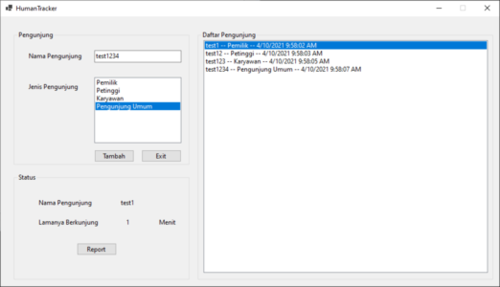 HumanTracker
Pengunjung
Nama Pengunjung
test1234
Jenis Pengunjung
Pemilik
Petinggi
Karyawan
Pengunjung Umum
Tambah
Exit
Status
Nama Pengunjung
test1
Lamanya Berkunjung
1
Menit
Report
Daftar Pengunjung
test1 -- Pemilik -- 4/10/2021 9:58:02 AM
test12 -- Petinggi -- 4/10/2021 9:58:03 AM
test123 -- Karyawan -- 4/10/2021 9:58:05 AM
test1234 -- Pengunjung Umum -- 4/10/2021 9:58:07 AM